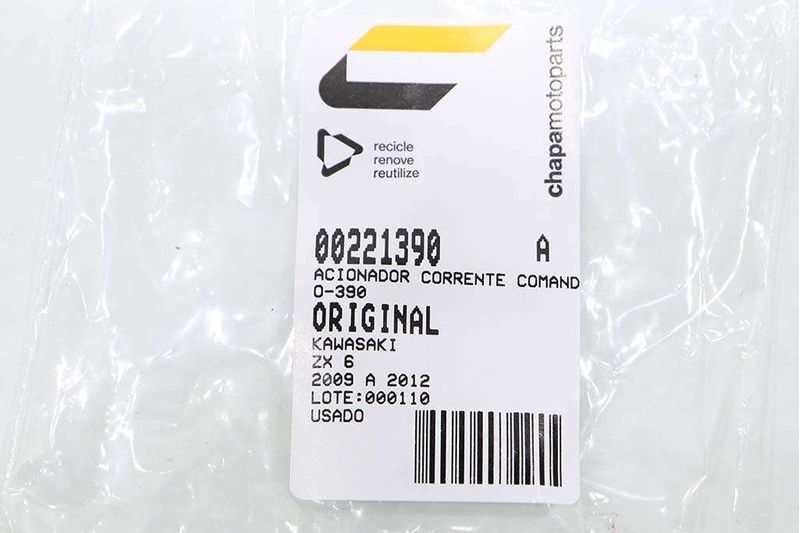 chapamotoparts
recicle
renove
reutilize
00221390 A
ACIONADOR CORRENTE COMAND
O-390
ORIGINAL
KAWASAKI
ZX 6
2009 A 2012
LOTE:000110
USADO